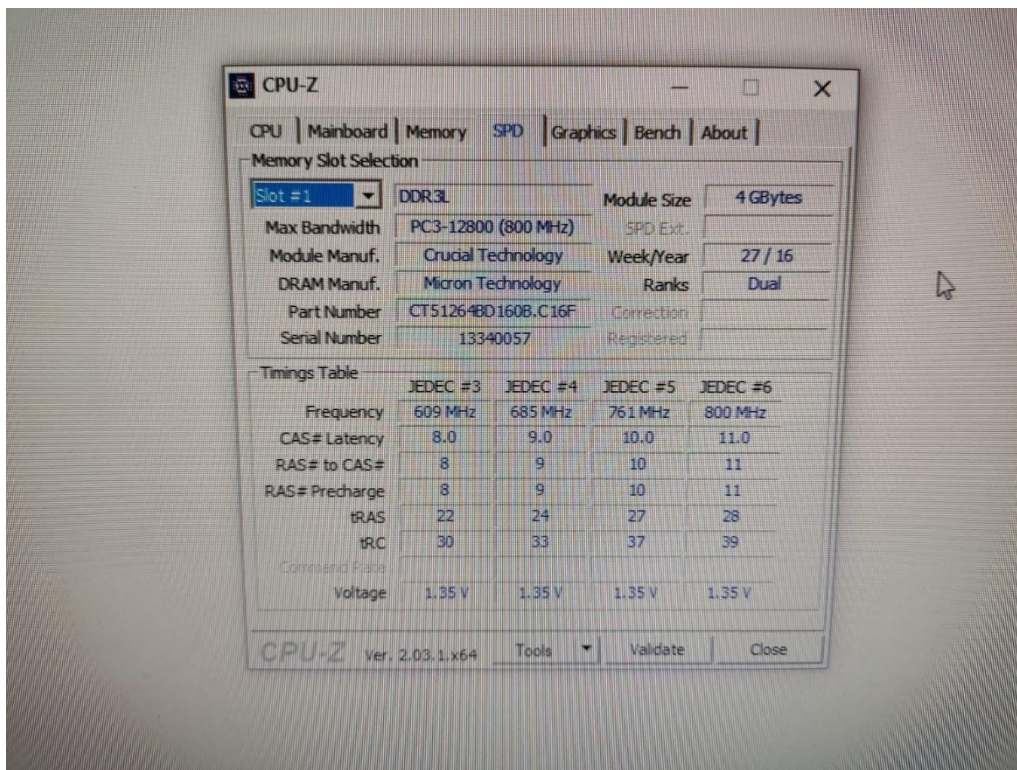 CPU-Z
CPU Mainboard Memory SPD Graphics Bench About
Memory Slot Selection
Slot #1 DDR3L Module Size 4 GBytes
Max Bandwidth PC3-12800 (800 MHz) SPD Ext.
Module Manuf. Crucial Technology Week/Year 27 / 16
DRAM Manuf. Micron Technology Ranks Dual
Part Number CT51264BD160B.C16F Correction
Serial Number 13340057 Registered
Timings Table
JEDEC #3 JEDEC #4 JEDEC #5 JEDEC #6
Frequency 609 MHz 685 MHz 761 MHz 800 MHz
CAS# Latency 8.0 9.0 10.0 11.0
RAS# to CAS# 8 9 10 11
RAS# Precharge 8 9 10 11
tRAS 22 24 27 28
tRC 30 33 37 39
Command Rate
Voltage 1.35 V 1.35 V 1.35 V 1.35 V
CPU-Z Ver. 2.03.1.x64 Tools Validate Close